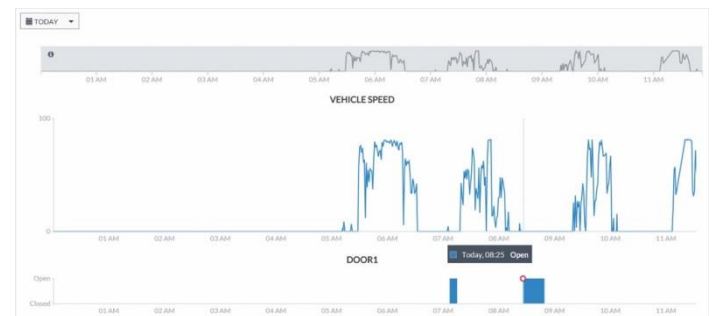 TODAY
01 AM 02 AM 03 AM 04 AM 05 AM 06 AM 07 AM 08 AM 09 AM 10 AM 11 AM
VEHICLE SPEED
100
0
01 AM 02 AM 03 AM 04 AM 05 AM 06 AM 07 AM 08 AM 09 AM 10 AM 11 AM
Today, 08:25 Open
DOOR1
Open
Closed
01 AM 02 AM 03 AM 04 AM 05 AM 06 AM 07 AM 08 AM 09 AM 10 AM 11 AM